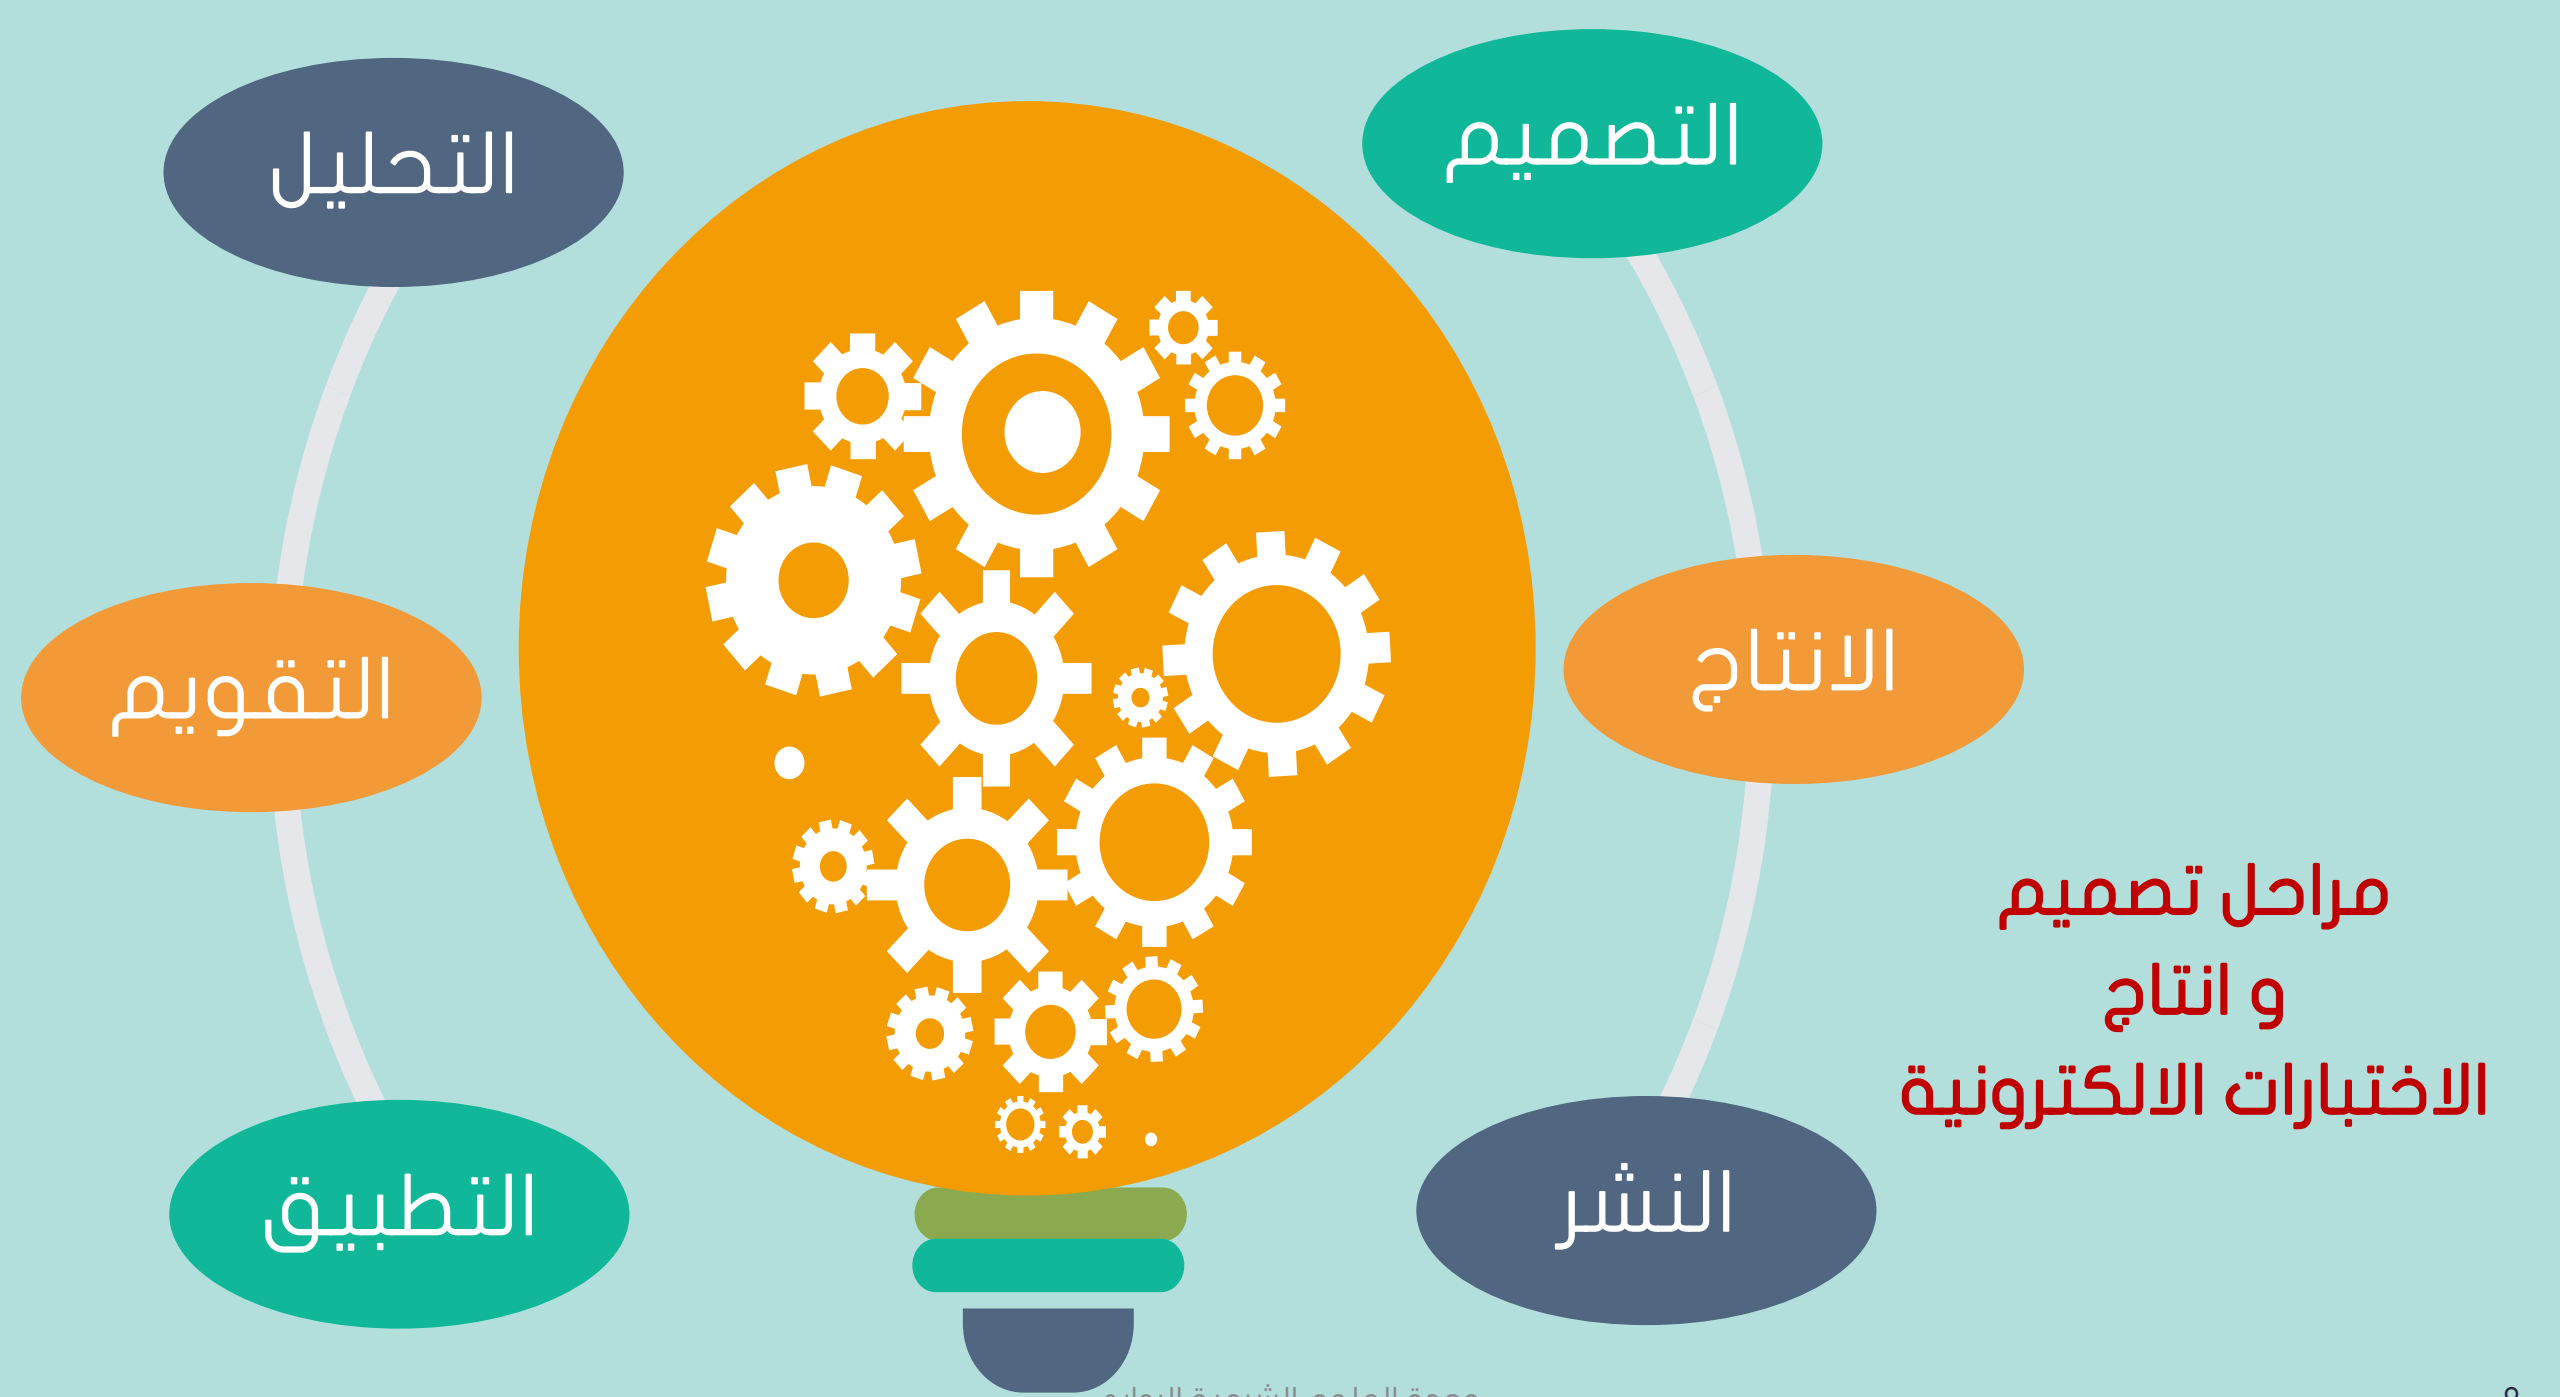 التصميم
التحليل
الانتاج
التقويم
مراحل تصميم
و انتاج
الاختبارات الالكترونية
النشر
التطبيق